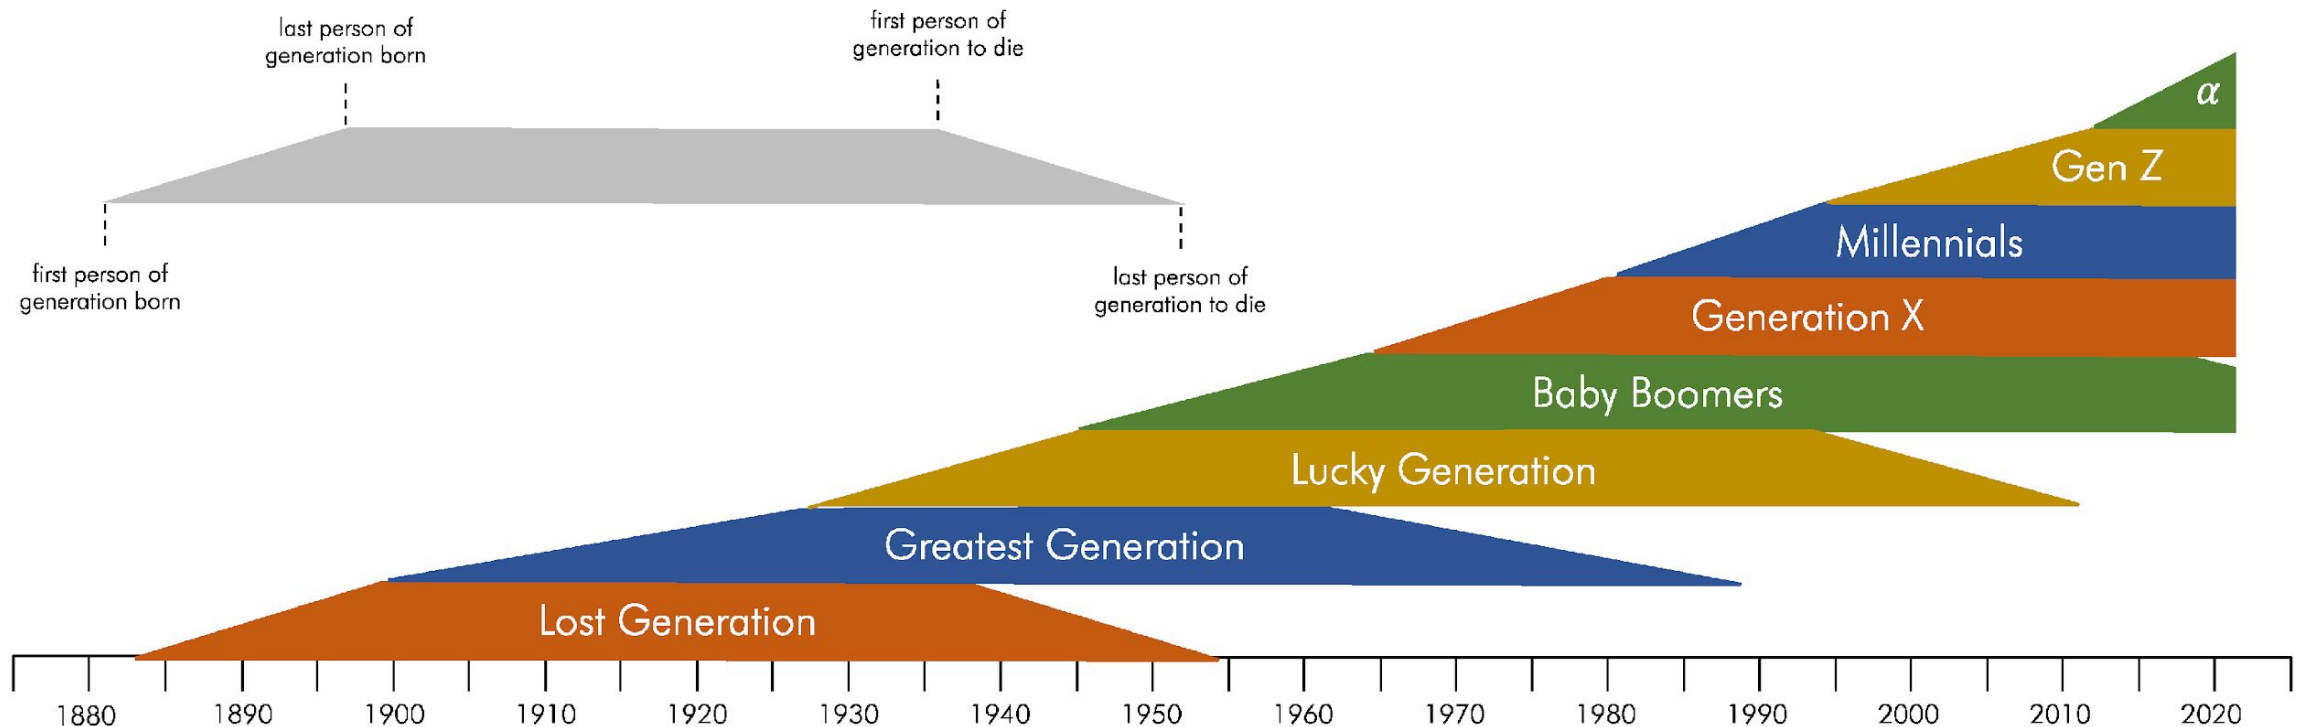 last person of
generation born
first person of
generation to die
first person of
generation born
last person of
generation to die
α
Gen Z
Millennials
Generation X
Baby Boomers
Lucky Generation
Greatest Generation
Lost Generation
1880 1890 1900 1910 1920 1930 1940 1950 1960 1970 1980 1990 2000 2010 2020